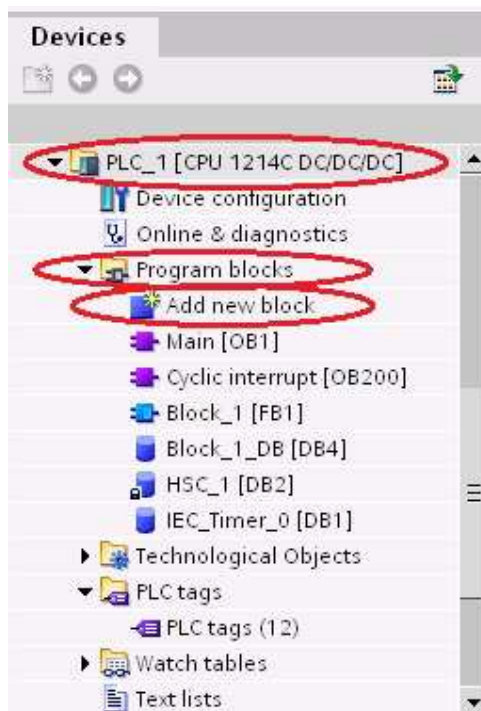 Devices
PLC_1 [CPU 1214C DC/DC/DC]
Device configuration
Online & diagnostics
Program blocks
Add new block
Main [OB1]
Cyclic interrupt [OB200]
Block_1 [FB1]
Block_1_DB [DB4]
HSC_1 [DB2]
IEC_Timer_0 [DB1]
Technological Objects
PLC tags
PLC tags (12)
Watch tables
Text lists